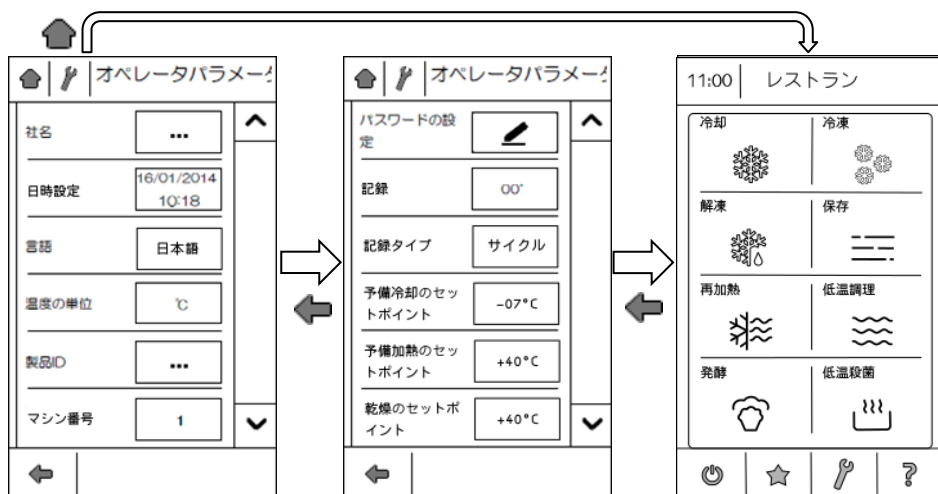 オペレータパラメータ
社名
...
日時設定
16/01/2014
10:18
言語
日本語
温度の単位
℃
製品ID
...
マシン番号
1
オペレータパラメータ
パスワードの設
定
記録
00'
記録タイプ
サイクル
予備冷却のセッ
トポイント
-07°C
予備加熱のセッ
トポイント
+40°C
乾燥のセットポ
イント
+40°C
11:00
レストラン
冷却
冷凍
解凍
保存
再加熱
低温調理
発酵
低温殺菌
?